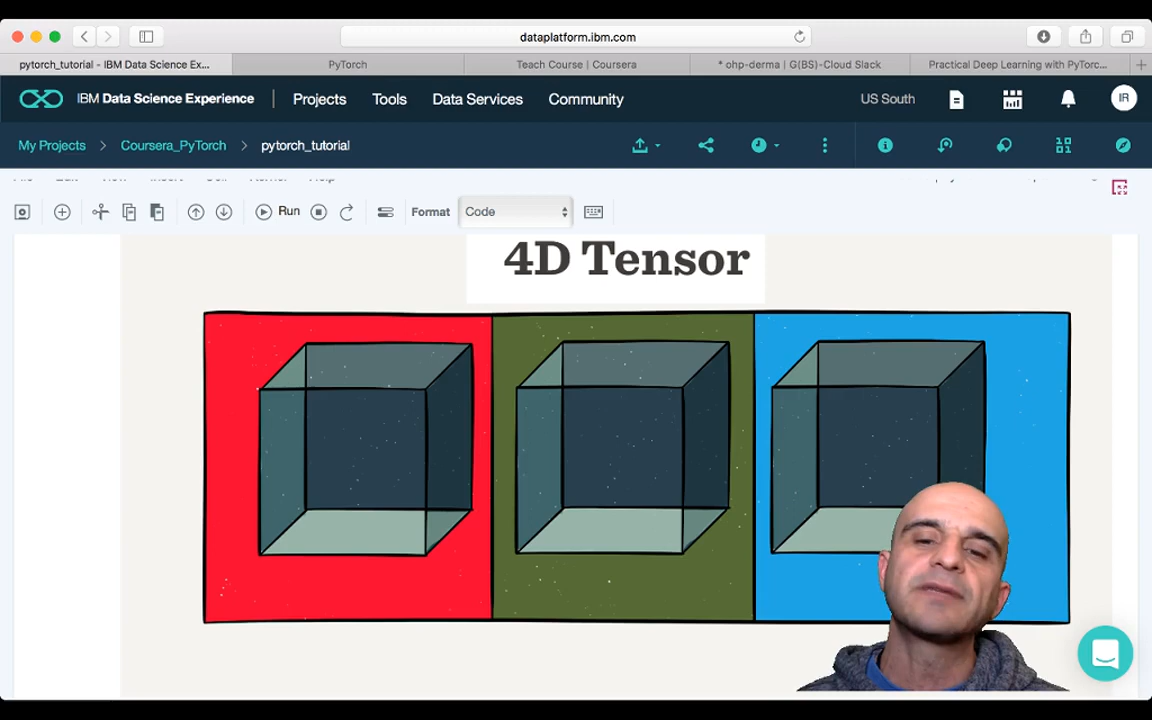 dataplatform.ibm.com
pytorch_tutorial - IBM Data Science Ex...
PyTorch
Teach Course | Coursera
* ohp-derma | G(BS)-Cloud Slack
Practical Deep Learning with PyTorc...
IBM Data Science Experience
Projects
Tools
Data Services
Community
US South
IR
My Projects > Coursera_PyTorch > pytorch_tutorial
Run
Format
Code
4D Tensor